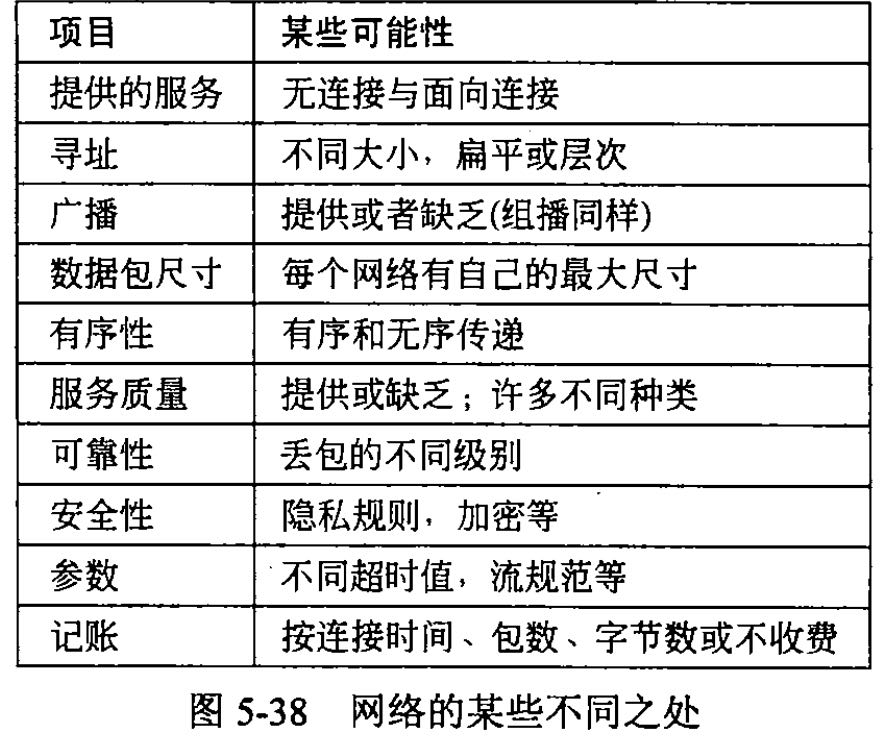 项目 某些可能性
提供的服务 无连接与面向连接
寻址 不同大小，扁平或层次
广播 提供或者缺乏(组播同样)
数据包尺寸 每个网络有自己的最大尺寸
有序性 有序和无序传递
服务质量 提供或缺乏；许多不同种类
可靠性 丢包的不同级别
安全性 隐私规则，加密等
参数 不同超时值，流规范等
记账 按连接时间、包数、字节数或不收费
图 5-38 网络的某些不同之处